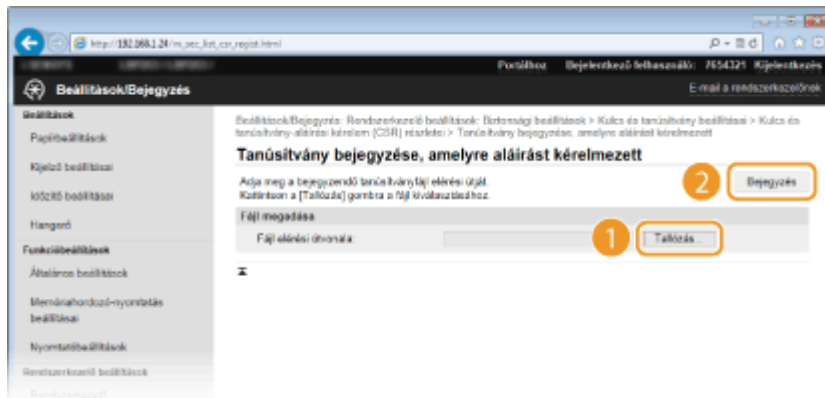 http://192.168.1.24/m_sec_list_csr_regist.html
Portálhoz Bejelentkező felhasználó: 7654321 Kijelentkezés
Beállítások/Bejegyzés
E-mail a rendszerkezelőnek
Beállítások
Beállítások/Bejegyzés: Rendszerkezelő beállítások: Biztonsági beállítások > Kulcs és tanúsítvány beállításai > Kulcs és
tanúsítvány-aláírási kérelem (CSR) részletei > Tanúsítvány bejegyzése, amelyre aláírást kérelmezett
Papírbeállítások
Tanúsítvány bejegyzése, amelyre aláírást kérelmezett
Kijelző beállításai
Adja meg a bejegyzendő tanúsítványfájl elérési útját.
Kattintson a [Tallózás] gombra a fájl kiválasztásához.
2
Bejegyzés
Időzítő beállításai
Fájl megadása
Hangerő
Fájl elérési útvonala:
1
Tallózás...
Funkcióbeállítások
Általános beállítások
Memóriahordozó-nyomtatás
beállításai
Nyomtatóbeállítások
Rendszerkezelő beállítások